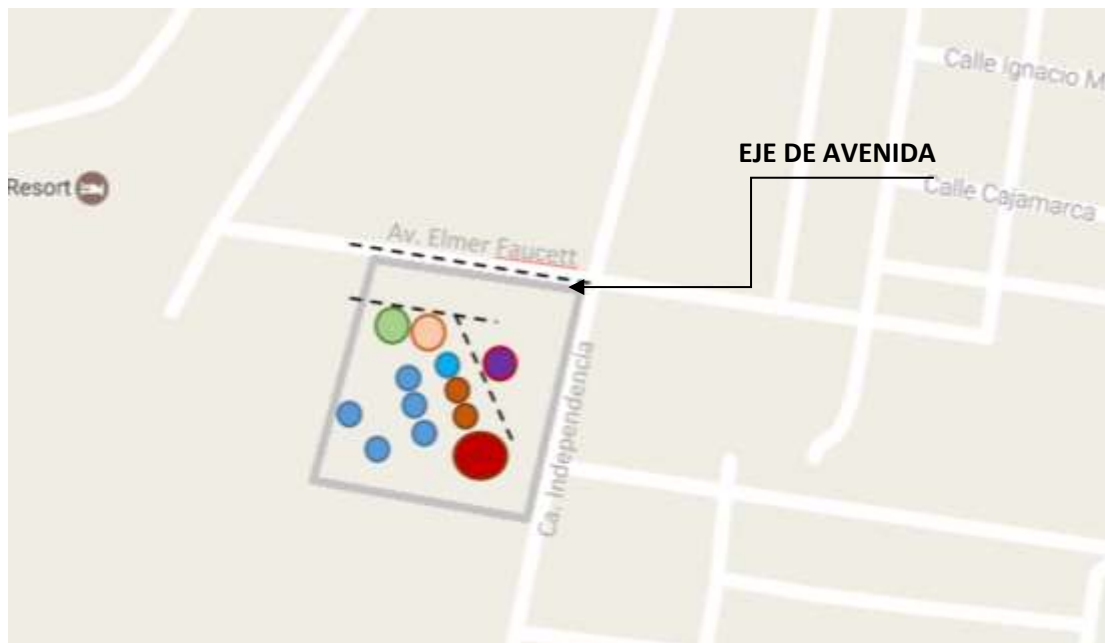 Calle Ignacio M
EJE DE AVENIDA
Resort
Calle Cajamarca
Av. Elmer Faucett
Ca. Independencia